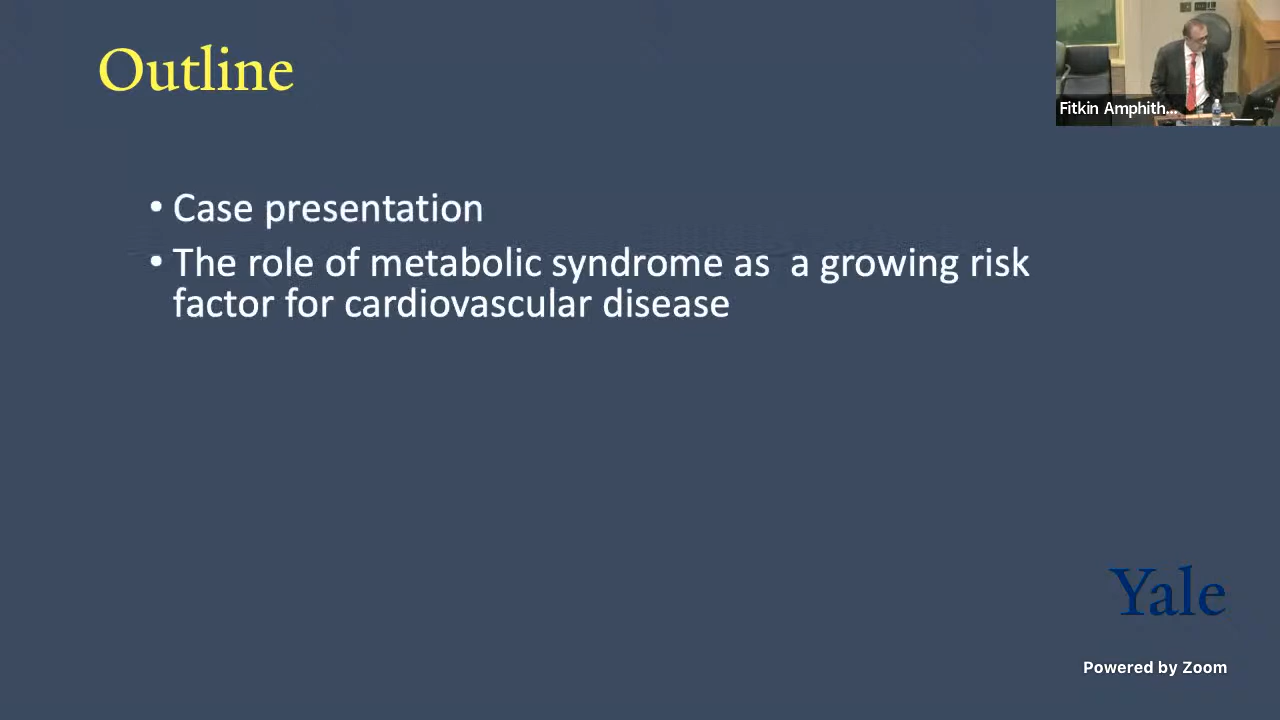 Outline
Fitkin Amphith...
• Case presentation
• The role of metabolic syndrome as  a growing risk
factor for cardiovascular disease
Yale
Powered by Zoom